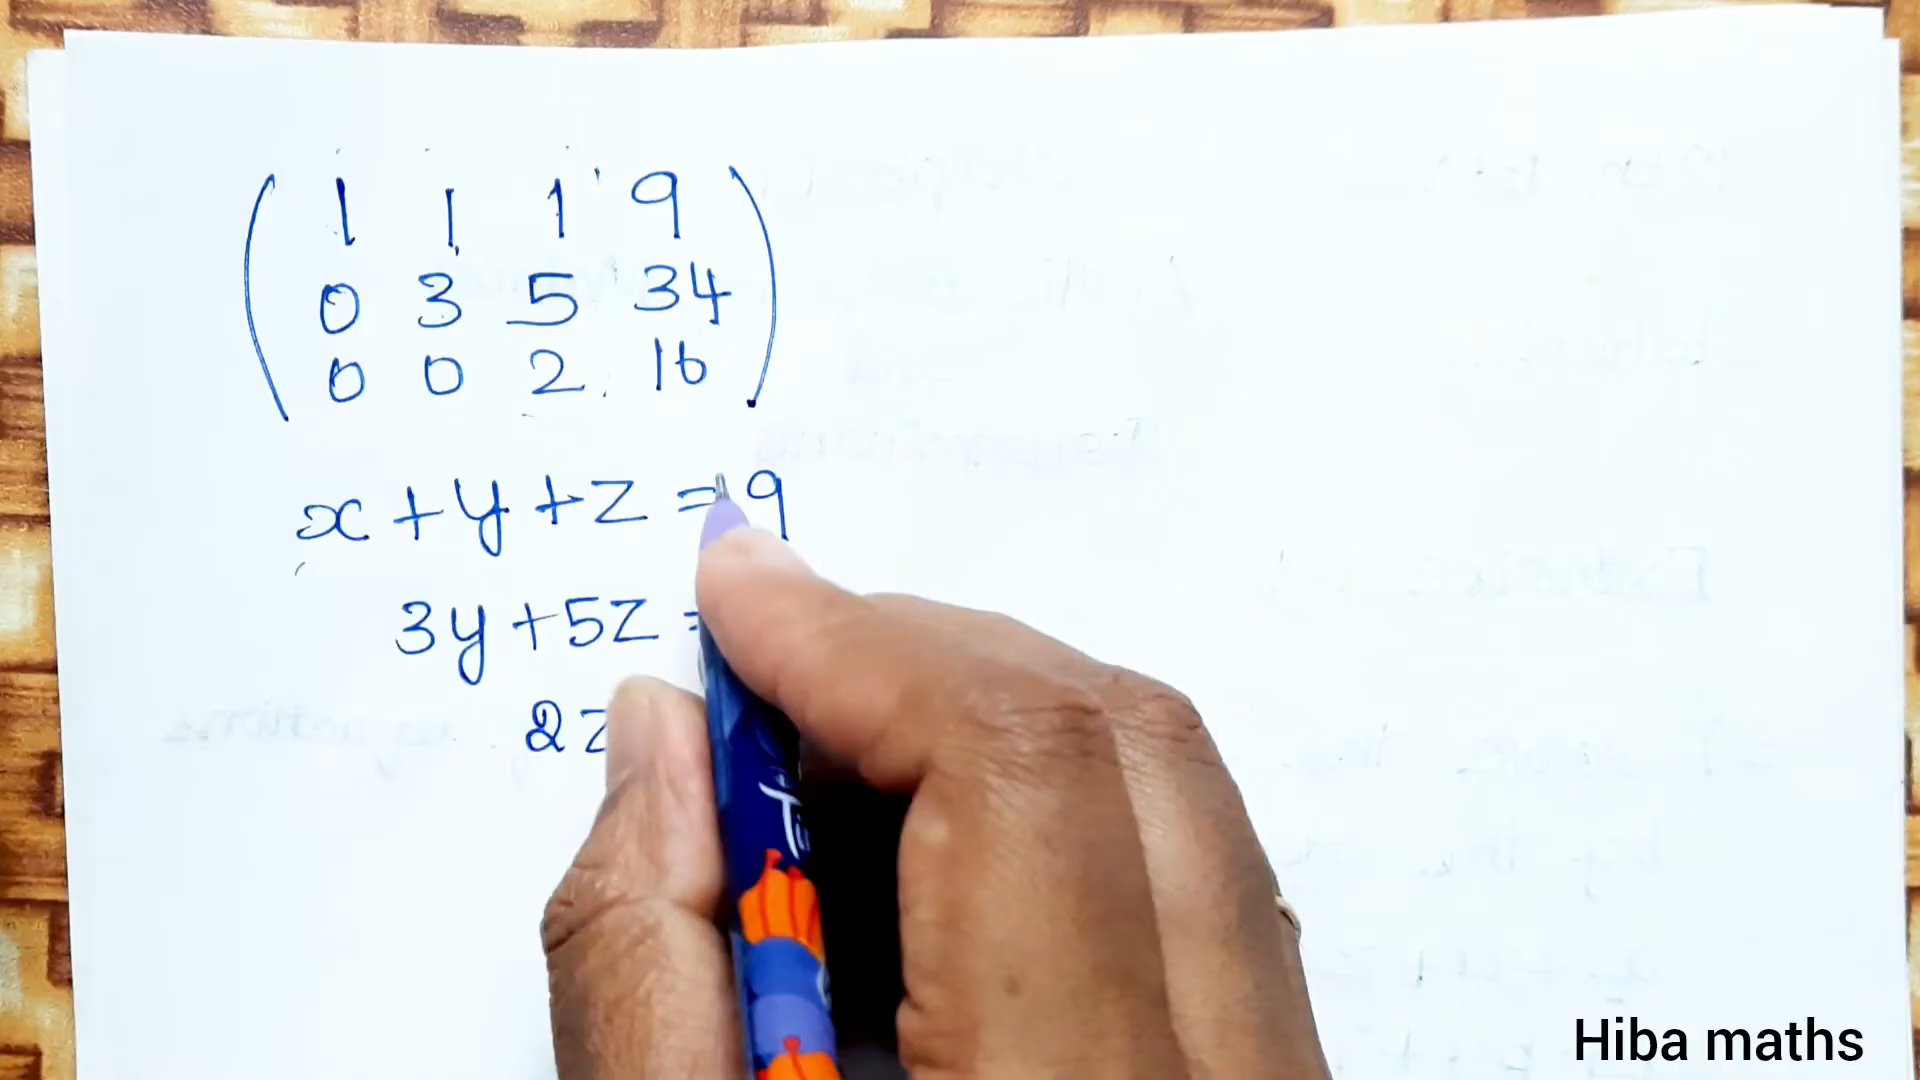 1 1 1 9
0 3 5 34
0 0 2 16
x + y + z = 9
3y + 5z =
2z
Hiba maths